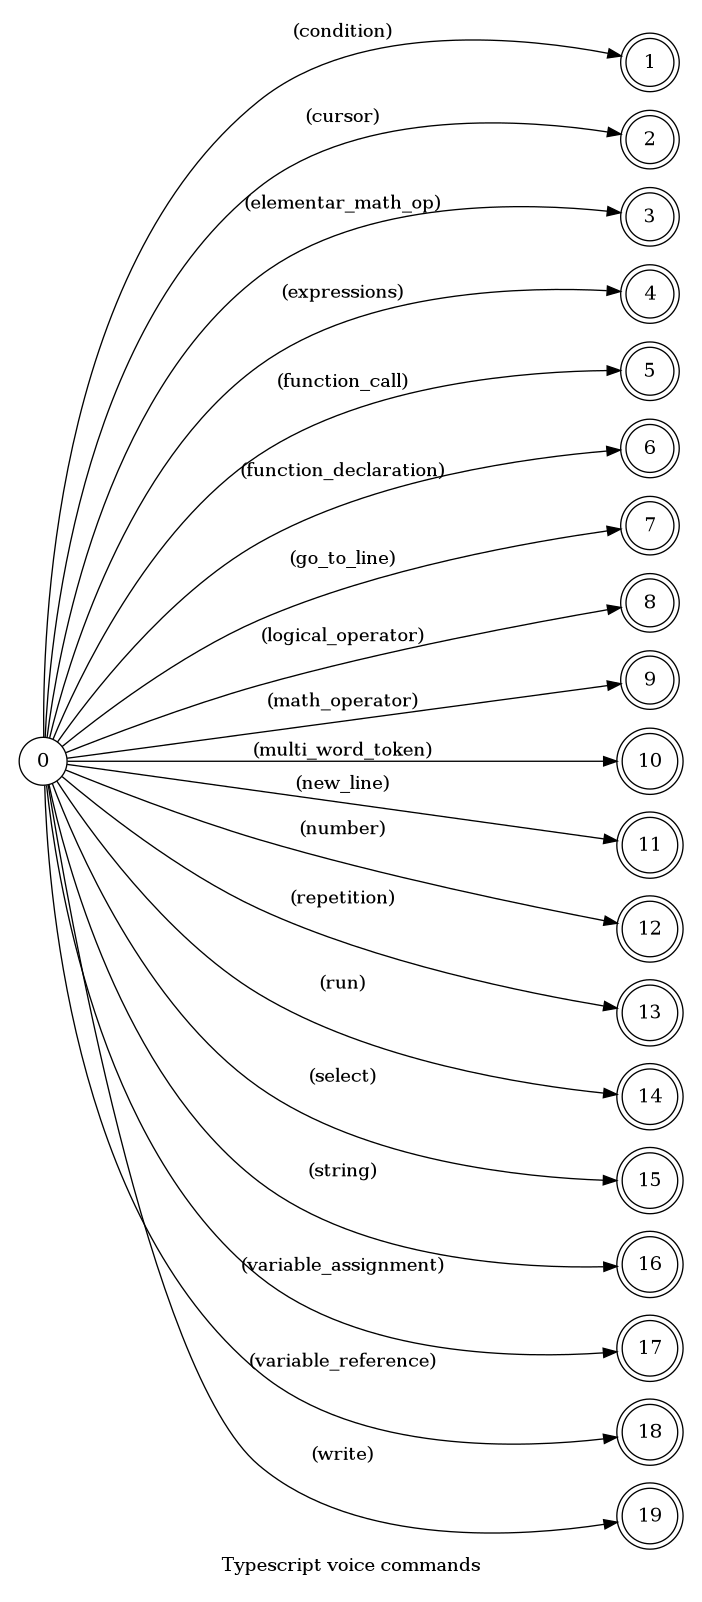 (condition)
1
(cursor)
2
(elementar_math_op)
3
(expressions)
4
(function_call)
5
(function_declaration)
6
(go_to_line)
7
(logical_operator)
8
(math_operator)
9
0
(multi_word_token)
10
(new_line)
11
(number)
12
(repetition)
13
(run)
14
(select)
15
(string)
16
(variable_assignment)
17
(variable_reference)
18
(write)
19
Typescript voice commands